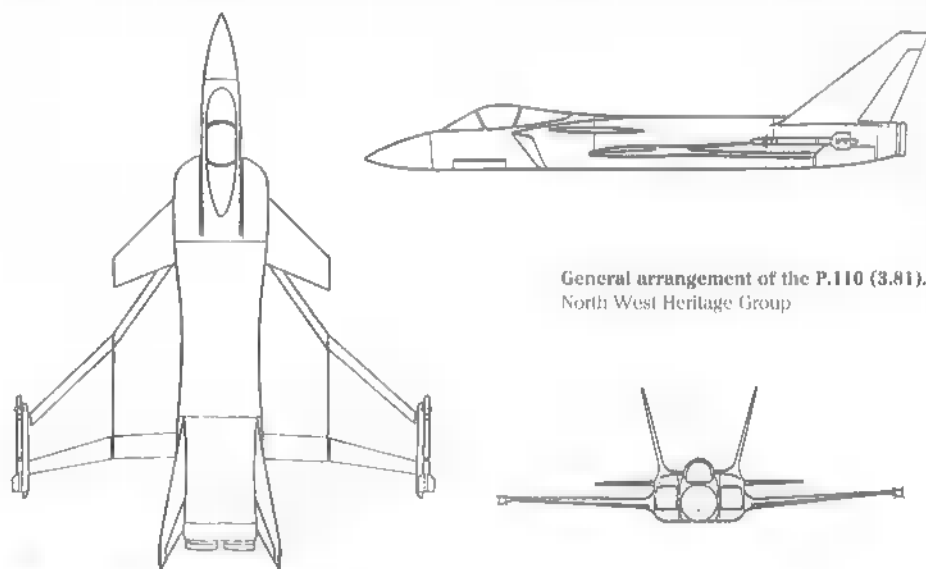 General arrangement of the P.110 (3.81).
North West Heritage Group